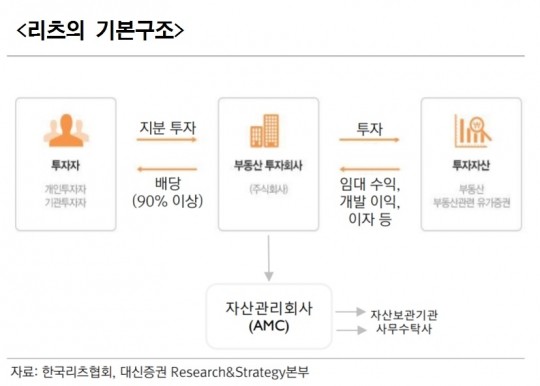 <리츠의 기본구조>
투자자
개인투자자
기관투자자
지분 투자
배당
(90% 이상)
부동산 투자회사
(주식회사)
투자
임대 수익,
개발 이익,
이자 등
투자자산
부동산
부동산관련 유가증권
자산관리회사
(AMC)
자산보관기관
사무수탁사
자료: 한국리츠협회, 대신증권 Research&Strategy본부